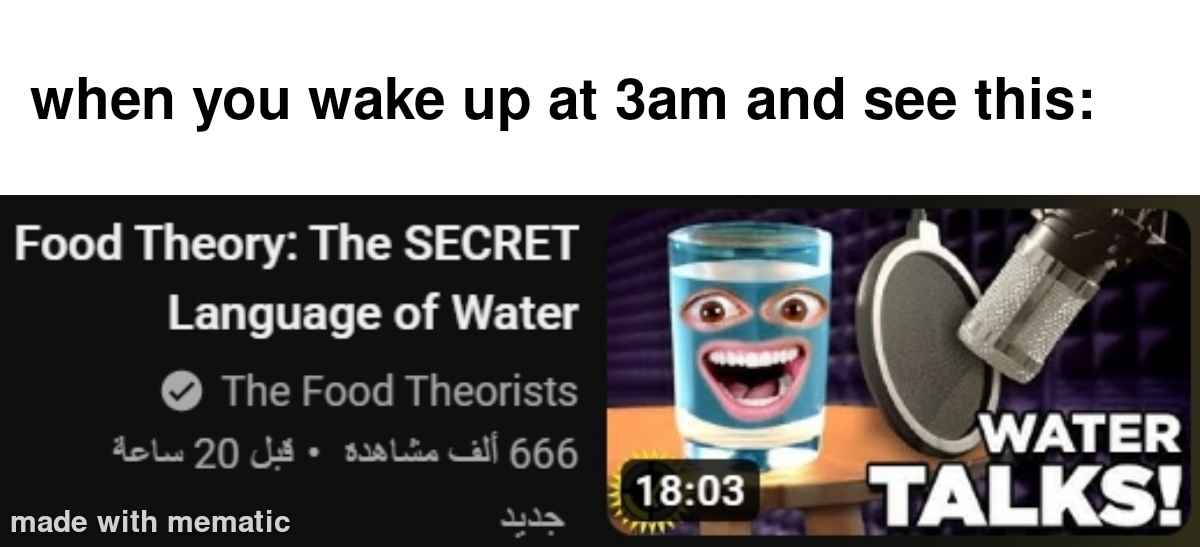 when you wake up at 3am and see this:
Food Theory: The SECRET
Language of Water
The Food Theorists
666 ألف مشاهدة • قبل 20 ساعة
جديد
WATER
TALKS!
18:03
made with mematic